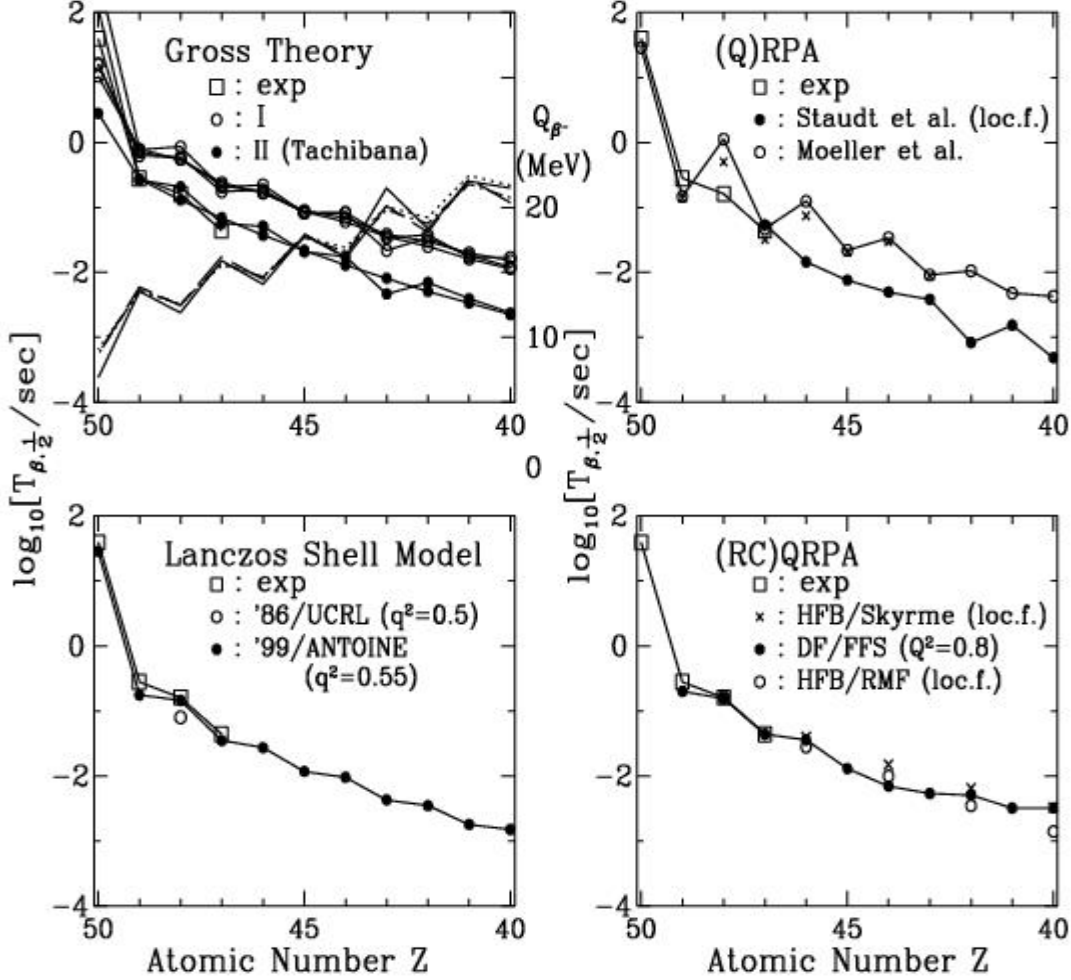 2
0
−2
−4
50
45
40
Gross Theory
□ : exp
○ : I
● : II (Tachibana)
Qβ-
(MeV)
20
10
0
log₁₀[Tβ,½/sec]
(Q)RPA
□ : exp
● : Staudt et al. (loc.f.)
○ : Moeller et al.
2
0
−2
−4
50
45
40
log₁₀[Tβ,½/sec]
2
0
−2
−4
50
45
40
Lanczos Shell Model
□ : exp
○ : '86/UCRL (q²=0.5)
● : '99/ANTOINE
(q²=0.55)
Atomic Number Z
2
0
−2
−4
50
45
40
(RC)QRPA
□ : exp
× : HFB/Skyrme (loc.f.)
● : DF/FFS (Q²=0.8)
○ : HFB/RMF (loc.f.)
Atomic Number Z